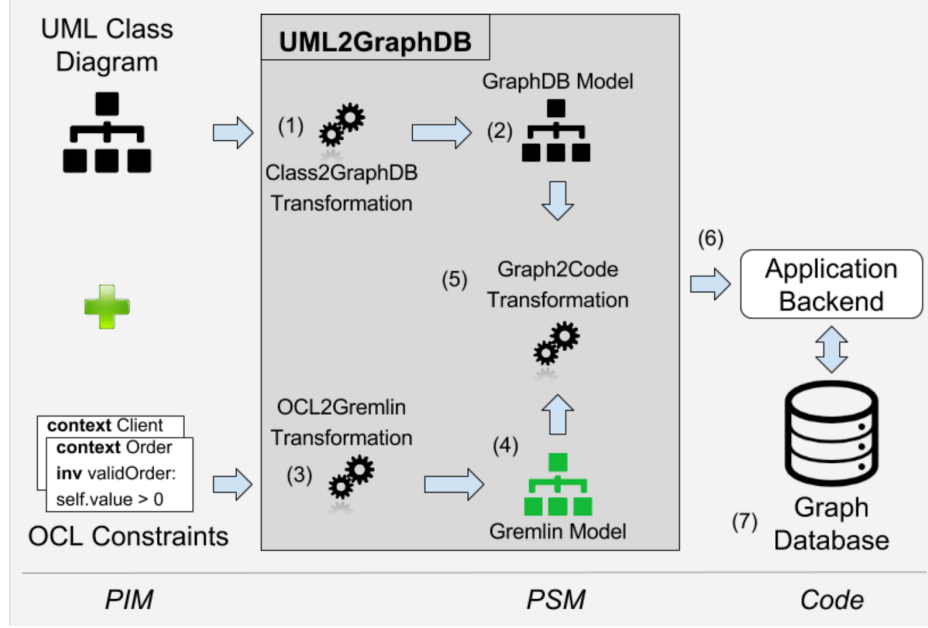 UML Class
Diagram
UML2GraphDB
GraphDB Model
(1)
(2)
Class2GraphDB
Transformation
(6)
(5)
Graph2Code
Transformation
Application
Backend
OCL2Gremlin
Transformation
(3)
(4)
Gremlin Model
context Client
context Order
inv validOrder:
self.value > 0
OCL Constraints
(7)
Graph
Database
PIM
PSM
Code